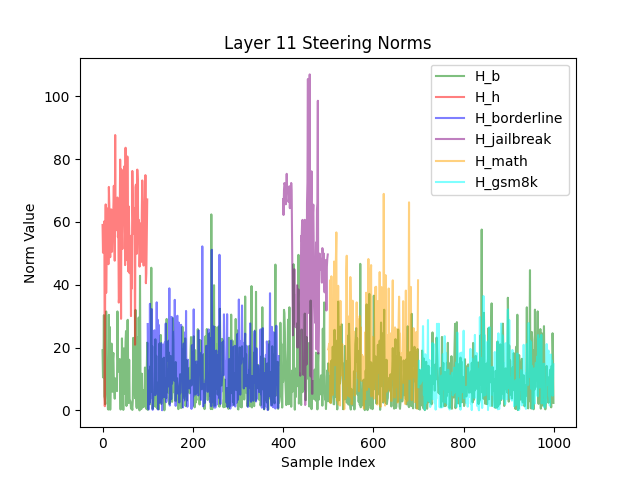 Layer 11 Steering Norms
H_b
H_h
H_borderline
H_jailbreak
H_math
H_gsm8k
Norm Value
100
80
60
40
20
0
0 200 400 600 800 1000
Sample Index